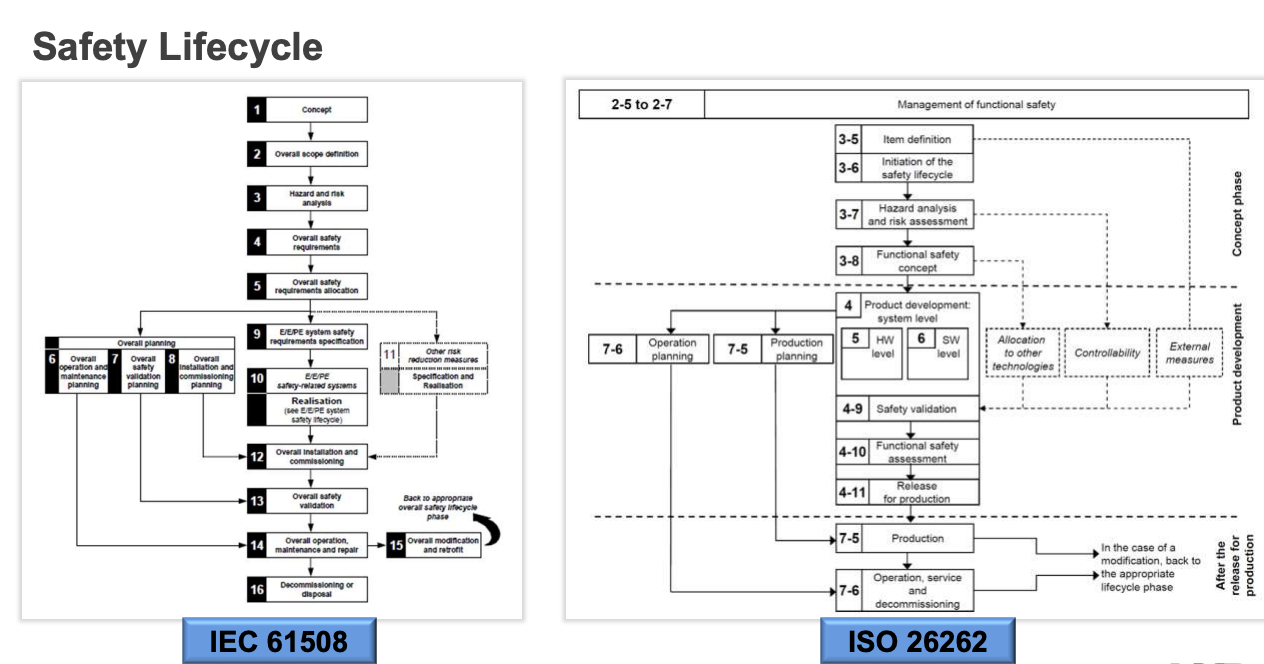 Safety Lifecycle
1
Concept
2
Overall scope definition
3
Hazard and risk
analysis
4
Overall safety
requirements
5
Overall safety
requirements allocation
Overall planning
6
Overall
operation and
maintenance
planning
7
Overall
safety
validation
planning
8
Overall
installation and
commissioning
planning
9
E/E/PE system safety
requirements specification
10
E/E/PE
safety-related systems
Realisation
(see E/E/PE system
safety lifecycle)
11
Other risk
reduction measures
Specification and
Realisation
12
Overall installation and
commissioning
13
Overall safety
validation
Back to appropriate
overall safety lifecycle
phase
14
Overall operation,
maintenance and repair
15
Overall modification
and retrofit
16
Decommissioning or
disposal
IEC 61508
2-5 to 2-7
Management of functional safety
3-5
Item definition
3-6
Initiation of the
safety lifecycle
3-7
Hazard analysis
and risk assessment
3-8
Functional safety
concept
Concept phase
4
Product development:
system level
5
HW
level
6
SW
level
7-6
Operation
planning
7-5
Production
planning
Allocation
to other
technologies
Controllability
External
measures
4-9
Safety validation
4-10
Functional safety
assessment
4-11
Release
for production
Product development
7-5
Production
7-6
Operation, service
and
decommissioning
In the case of a
modification, back to
the appropriate
lifecycle phase
After the
release for
production
ISO 26262